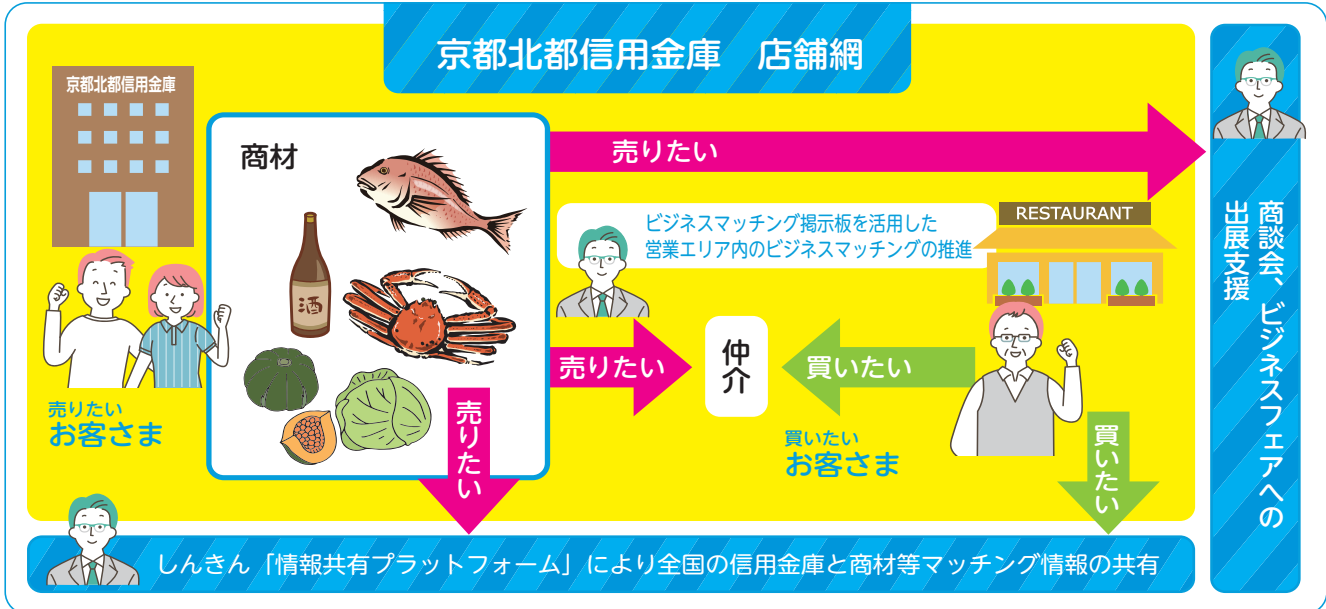 京都北都信用金庫　店舗網
京都北都信用金庫
商材
酒
売りたい
ビジネスマッチング掲示板を活用した
営業エリア内のビジネスマッチングの推進
RESTAURANT
売りたい
仲介
買いたい
売りたい
お客さま
売りたい
買いたい
お客さま
買いたい
しんきん「情報共有プラットフォーム」により全国の信用金庫と商材等マッチング情報の共有
商談会、ビジネスフェアへの
出展支援